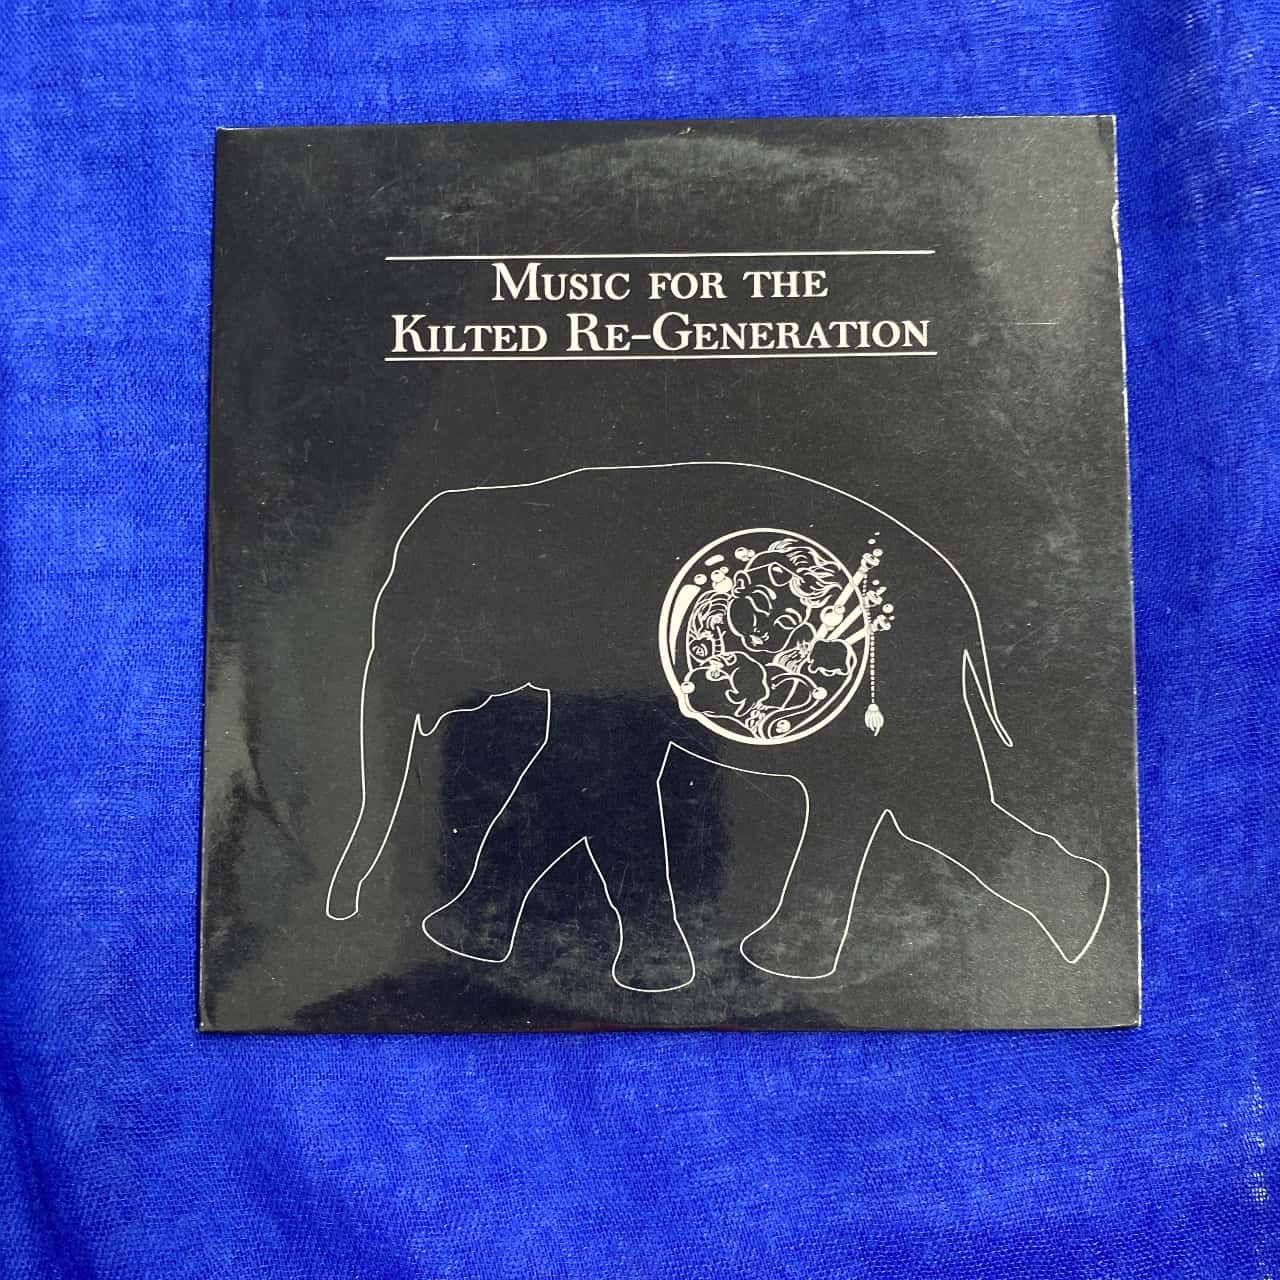 Music for the
Kilted Re-Generation